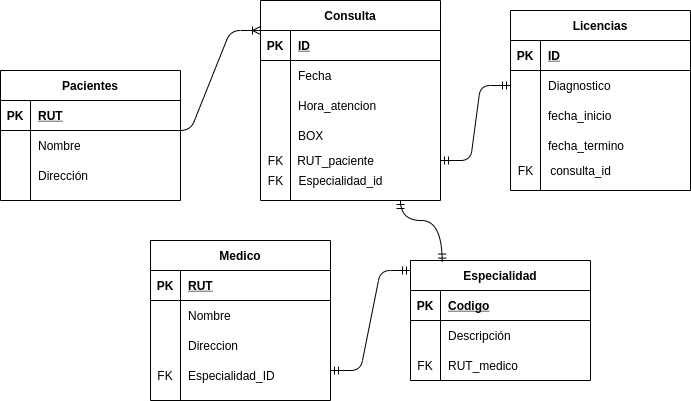 Consulta
PK ID
Fecha
Hora_atencion
BOX
FK RUT_paciente
FK Especialidad_id
Licencias
PK ID
Diagnostico
fecha_inicio
fecha_termino
FK consulta_id
Pacientes
PK RUT
Nombre
Dirección
Medico
PK RUT
Nombre
Direccion
FK Especialidad_ID
Especialidad
PK Codigo
Descripción
FK RUT_medico